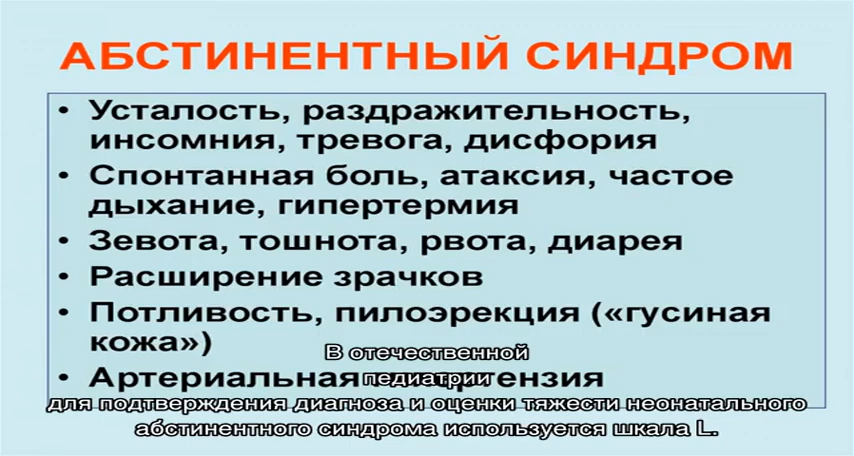 АБСТИНЕНТНЫЙ СИНДРОМ
• Усталость, раздражительность,
инсомния, тревога, дисфория
• Спонтанная боль, атаксия, частое
дыхание, гипертермия
• Зевота, тошнота, рвота, диарея
• Расширение зрачков
• Потливость, пилоэрекция («гусиная
кожа»)
• Артериальная
В отечественной
педиатрии
для подтверждения диагноза и оценки тяжести неонатального
абстинентного синдрома используется шкала L.